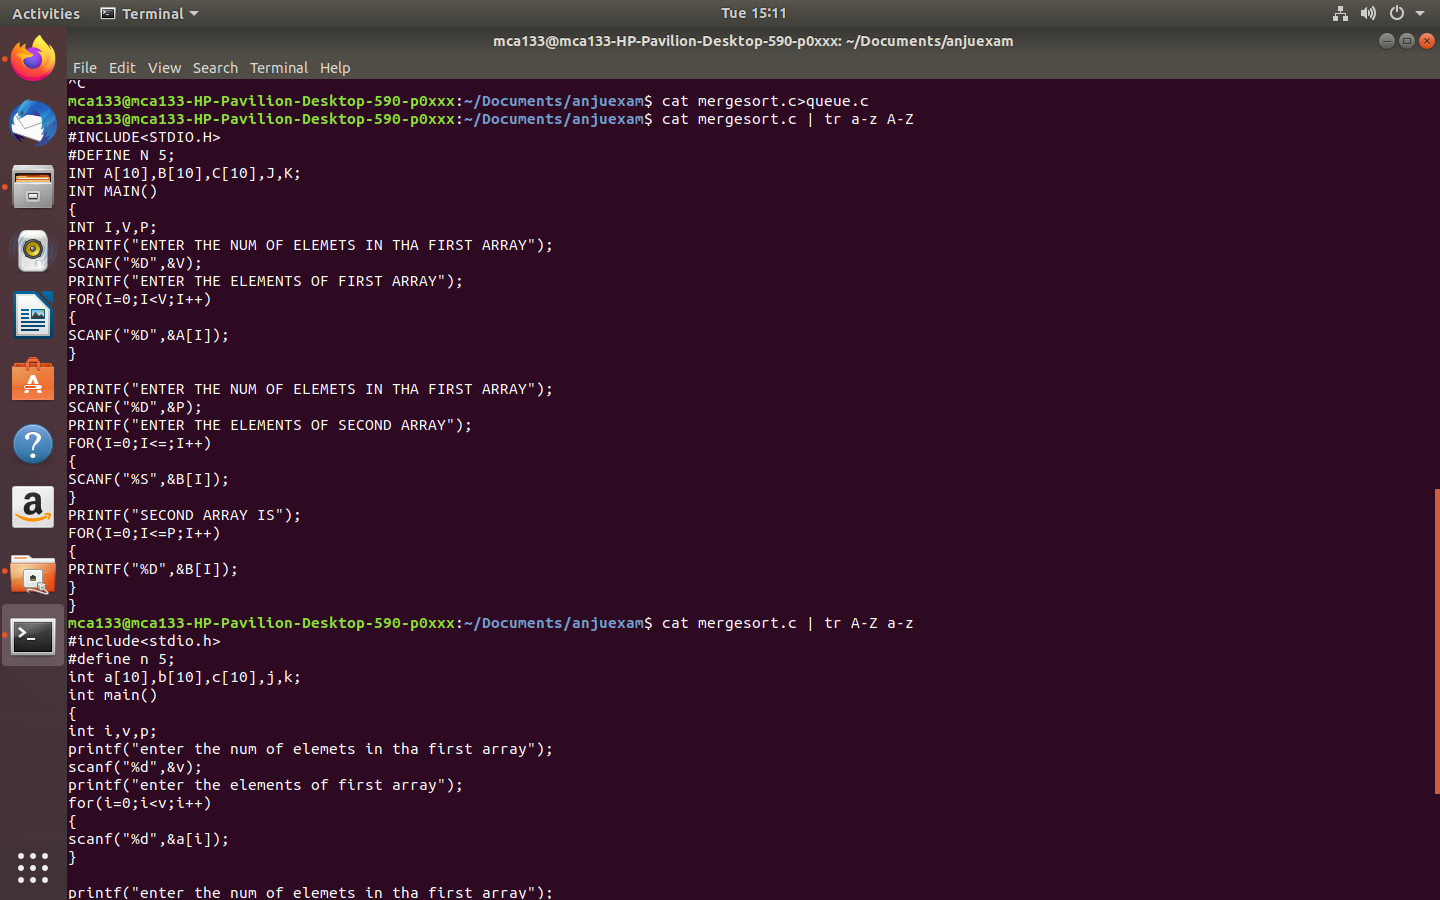 Activities Terminal Tue 15:11
mca133@mca133-HP-Pavilion-Desktop-590-p0xxx: ~/Documents/anjuexam
File Edit View Search Terminal Help
^C
mca133@mca133-HP-Pavilion-Desktop-590-p0xxx:~/Documents/anjuexam$ cat mergesort.c>queue.c
mca133@mca133-HP-Pavilion-Desktop-590-p0xxx:~/Documents/anjuexam$ cat mergesort.c | tr a-z A-Z
#INCLUDE<STDIO.H>
#DEFINE N 5;
INT A[10],B[10],C[10],J,K;
INT MAIN()
{
INT I,V,P;
PRINTF("ENTER THE NUM OF ELEMETS IN THA FIRST ARRAY");
SCANF("%D",&V);
PRINTF("ENTER THE ELEMENTS OF FIRST ARRAY");
FOR(I=0;I<V;I++)
{
SCANF("%D",&A[I]);
}
PRINTF("ENTER THE NUM OF ELEMETS IN THA FIRST ARRAY");
SCANF("%D",&P);
PRINTF("ENTER THE ELEMENTS OF SECOND ARRAY");
FOR(I=0;I<=;I++)
{
SCANF("%S",&B[I]);
}
PRINTF("SECOND ARRAY IS");
FOR(I=0;I<=P;I++)
{
PRINTF("%D",&B[I]);
}
}
mca133@mca133-HP-Pavilion-Desktop-590-p0xxx:~/Documents/anjuexam$ cat mergesort.c | tr A-Z a-z
#include<stdio.h>
#define n 5;
int a[10],b[10],c[10],j,k;
int main()
{
int i,v,p;
printf("enter the num of elemets in tha first array");
scanf("%d",&v);
printf("enter the elements of first array");
for(i=0;i<v;i++)
{
scanf("%d",&a[i]);
}
printf("enter the num of elemets in tha first array");